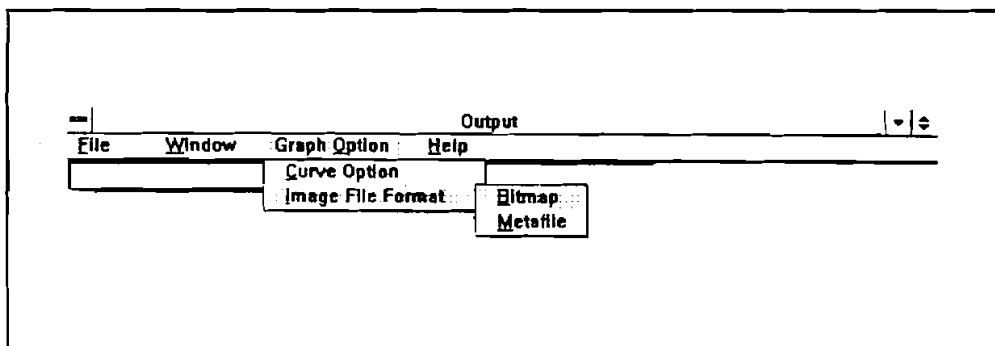 Output
File Window Graph Option Help
Curve Option
Image File Format Bitmap
Metafile